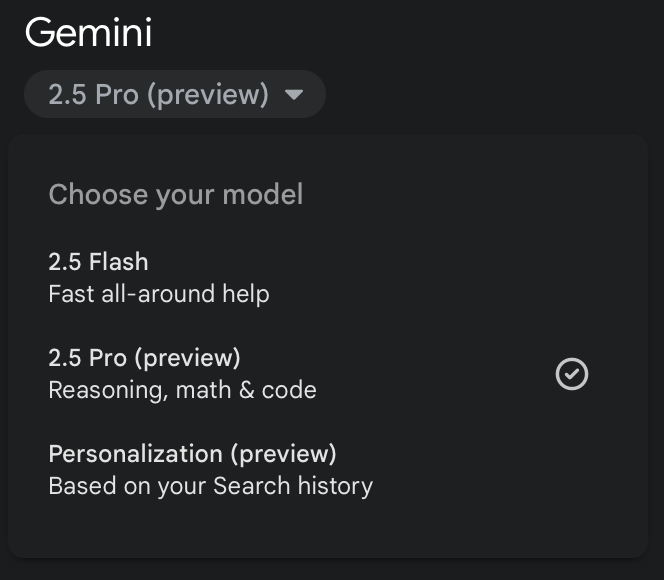 Gemini
2.5 Pro (preview)
Choose your model
2.5 Flash
Fast all-around help
2.5 Pro (preview)
Reasoning, math & code
Personalization (preview)
Based on your Search history